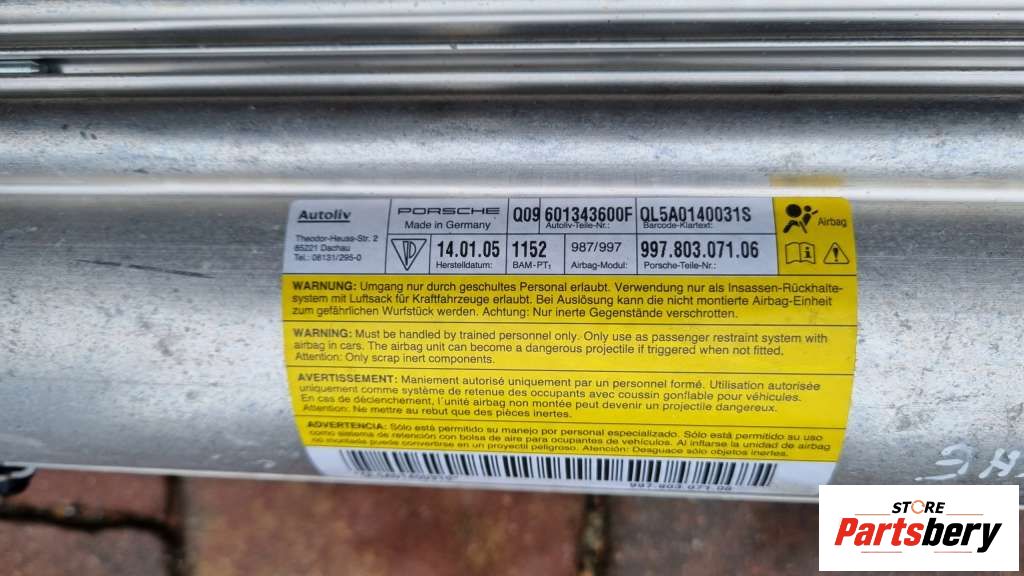 Autoliv
Theodor-Heuss-Str. 2
85221 Dachau
Tel.: 08131/295-0
PORSCHE
Made in Germany
Q09 601343600F
Autoliv-Teile-Nr.:
QL5A0140031S
Barcode-Klartext:
14.01.05
Herstelldatum:
1152
BAM-PT₁
987/997
Airbag-Modul:
997.803.071.06
Porsche-Teile-Nr.:
Airbag
WARNUNG: Umgang nur durch geschultes Personal erlaubt. Verwendung nur als Insassen-Rückhalte-
system mit Luftsack für Kraftfahrzeuge erlaubt. Bei Auslösung kann die nicht montierte Airbag-Einheit
zum gefährlichen Wurfstück werden. Achtung: Nur inerte Gegenstände verschrotten.
WARNING: Must be handled by trained personnel only. Only use as passenger restraint system with
airbag in cars. The airbag unit can become a dangerous projectile if triggered when not fitted.
Attention: Only scrap inert components.
AVERTISSEMENT: Maniement autorisé uniquement par un personnel formé. Utilisation autorisée
uniquement comme système de retenue des occupants avec coussin gonflable pour véhicules.
En cas de déclenchement, l'unité airbag non montée peut devenir un projectile dangereux.
Attention: Ne mettre au rebut que des pièces inertes.
ADVERTENCIA: Sólo está permitido su manejo por personal especializado. Sólo está permitido su uso
como sistema de retención con bolsa de aire para ocupantes de vehículos. Al inflarse la unidad de airbag
no montada puede convertirse en un proyectil peligroso. Atención: Desguace sólo objetos inertes.
QL5A0140031S
997.803.071.06
STORE
Partsbery